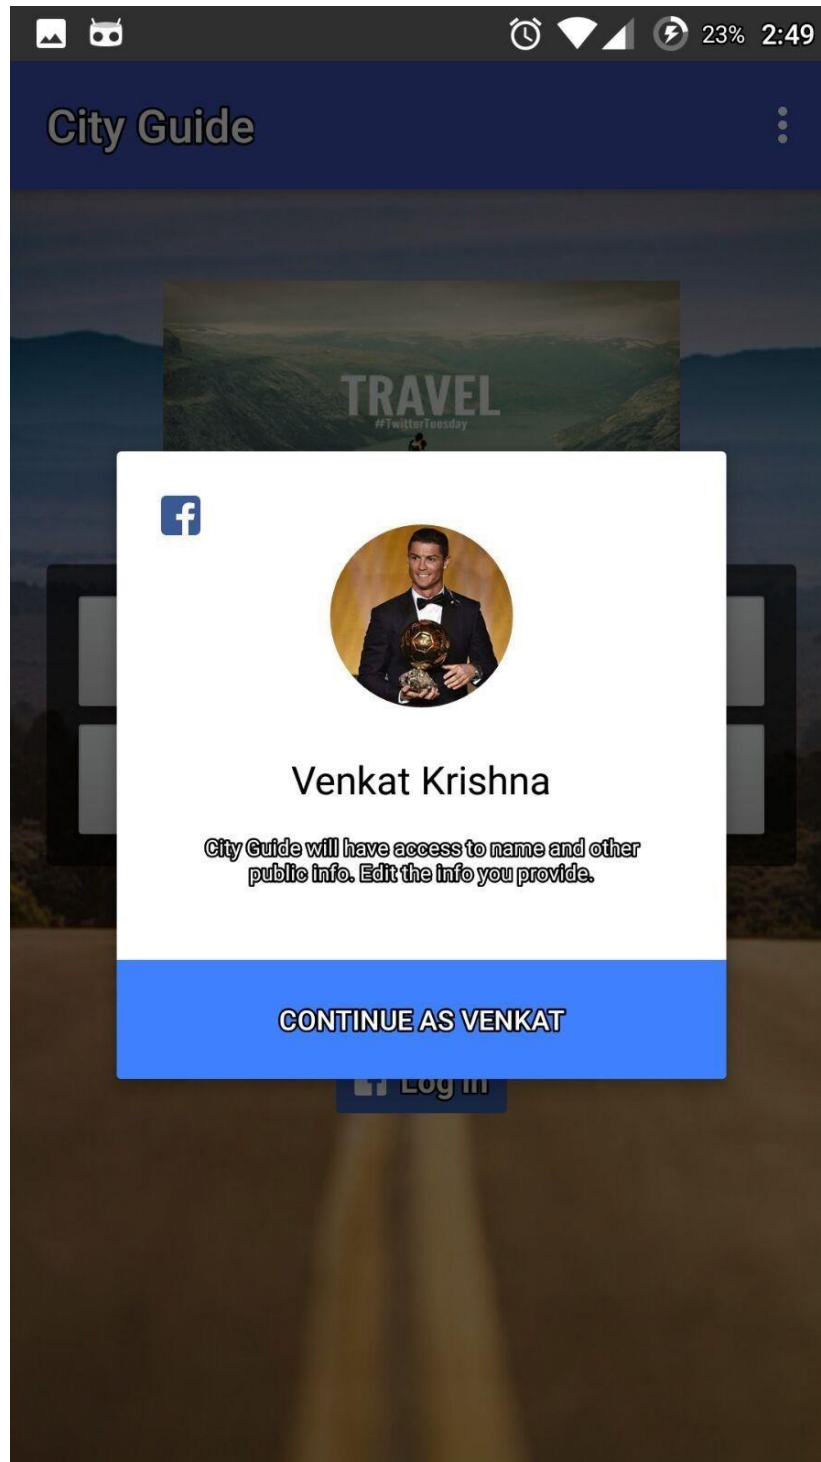 23% 2:49
City Guide
TRAVEL
#TwitterTuesday
Venkat Krishna
City Guide will have access to name and other
public info. Edit the info you provide.
CONTINUE AS VENKAT
Log in